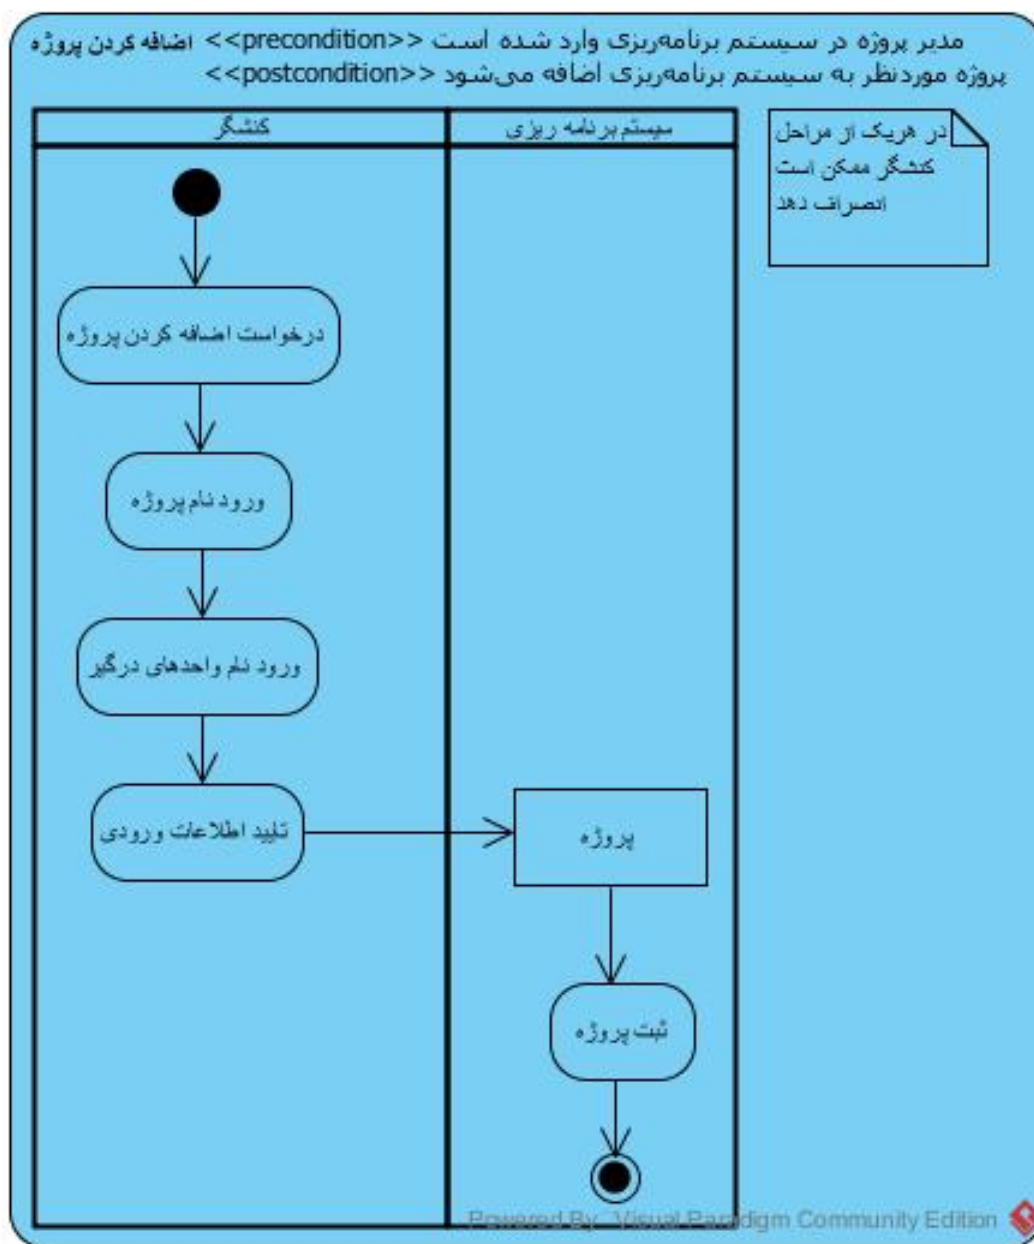 اضافه کردن پروژه <<precondition>> مدیر پروژه در سیستم برنامه‌ریزی وارد شده است
<<postcondition>> پروژه موردنظر به سیستم برنامه‌ریزی اضافه می‌شود
کنشگر
سیستم برنامه ریزی
در هریک از مراحل
کنشگر ممکن است
انصراف دهد
درخواست اضافه کردن پروژه
ورود نام پروژه
ورود نام واحدهای درگیر
تایید اطلاعات ورودی
پروژه
ثبت پروژه
Powered By Visual Paradigm Community Edition